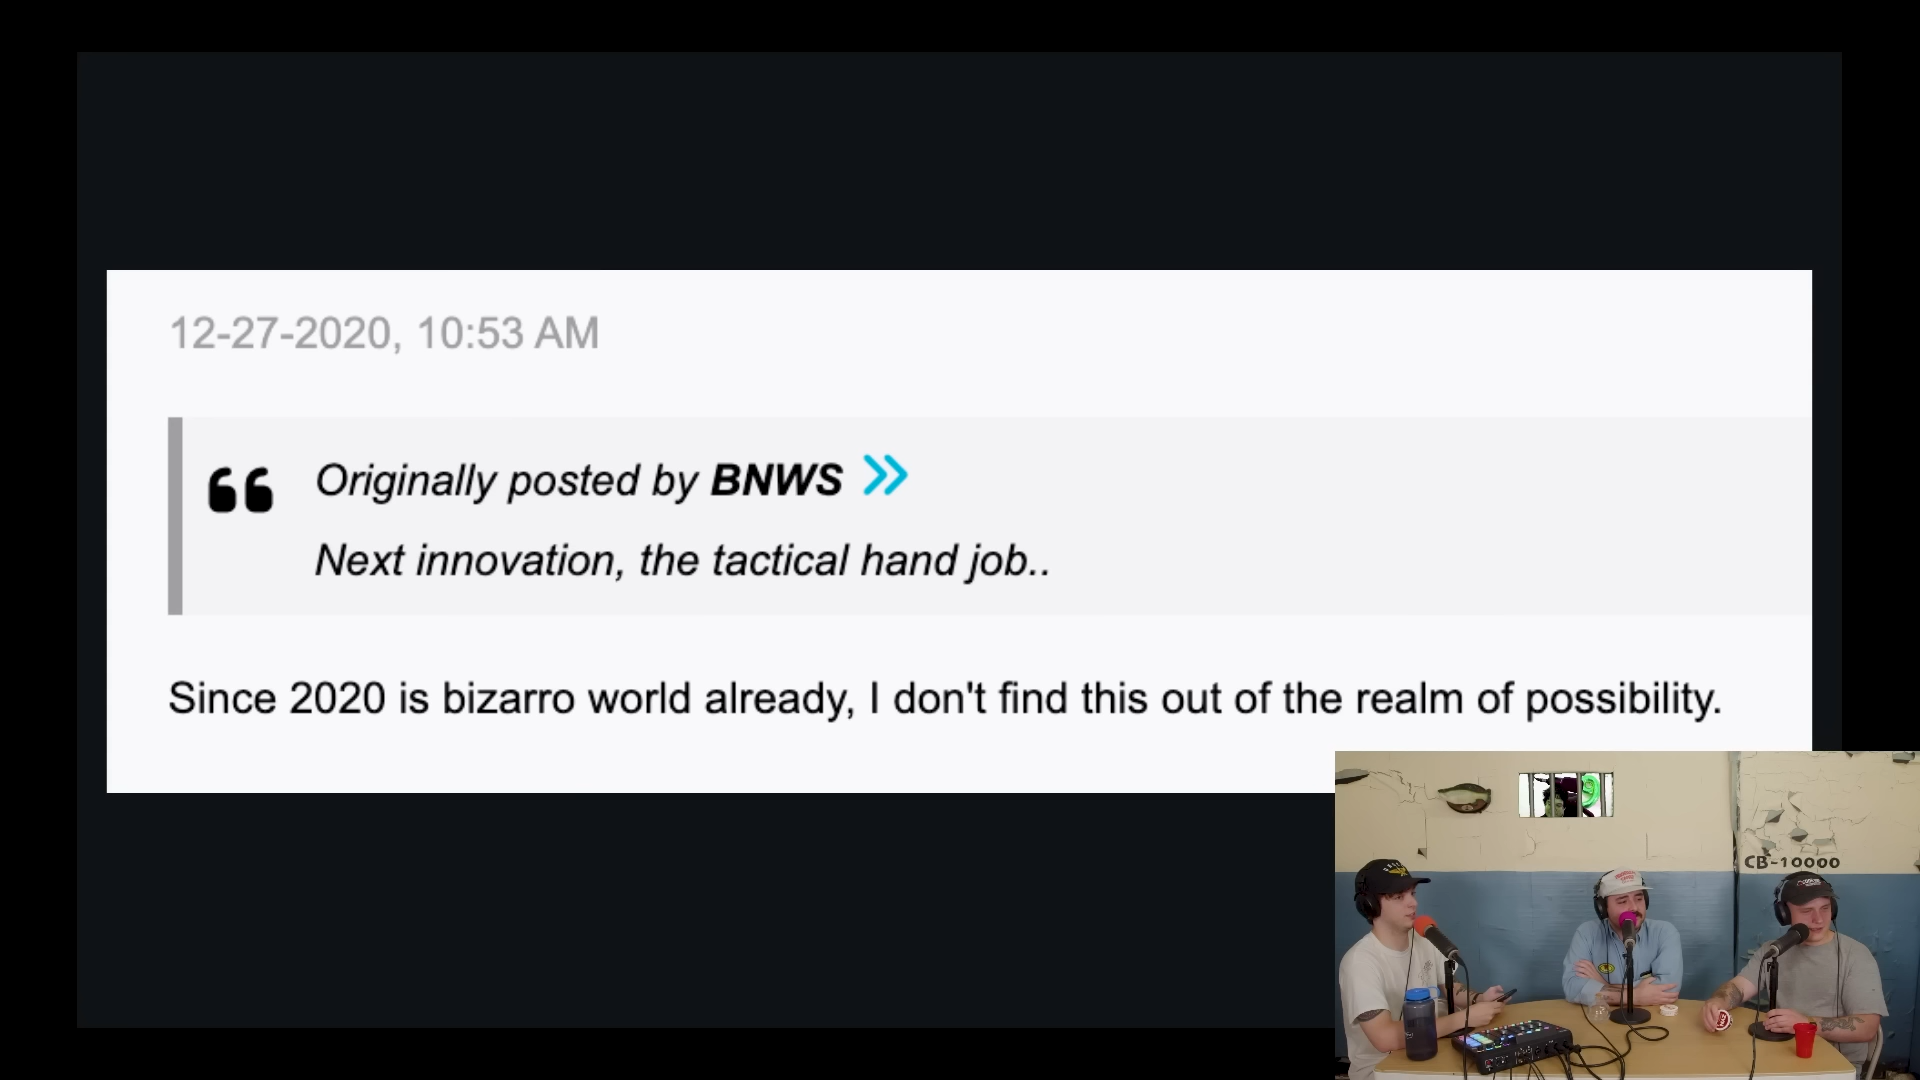 12-27-2020, 10:53 AM
Originally posted by BNWS
Next innovation, the tactical hand job..
Since 2020 is bizarro world already, I don't find this out of the realm of possibility.
CB-10000